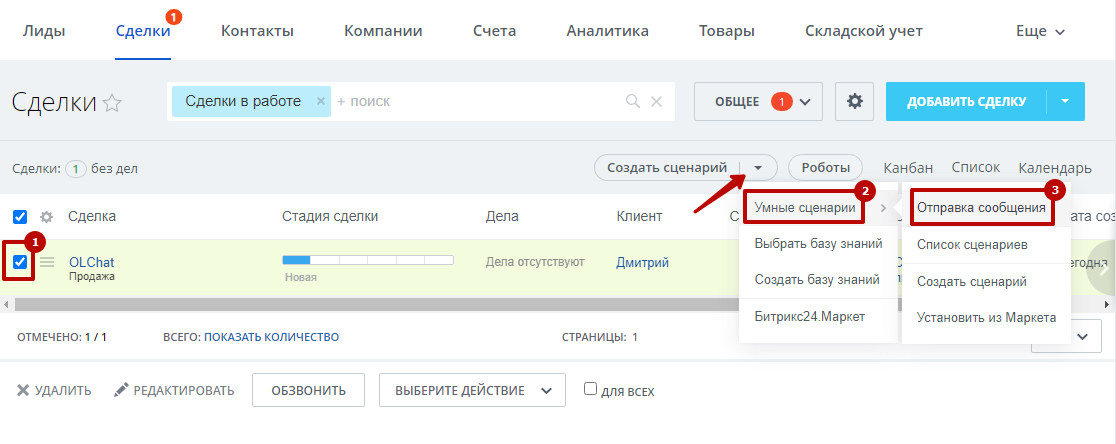 1
Лиды Сделки Контакты Компании Счета Аналитика Товары Складской учет Еще
Сделки Сделки в работе × + поиск ОБЩЕЕ 1 ДОБАВИТЬ СДЕЛКУ
Сделки: 1 без дел Создать сценарий Роботы Канбан Список Календарь
2 3
Сделка Стадия сделки Дела Клиент С Умные сценарии Отправка сообщения ата соз
1
Выбрать базу знаний Список сценариев
OLChat Дела отсутствуют Дмитрий егодня
Продажа Новая
Создать базу знаний Создать сценарий
Битрикс24.Маркет Установить из Маркета
ОТМЕЧЕНО: 1 / 1 ВСЕГО: ПОКАЗАТЬ КОЛИЧЕСТВО СТРАНИЦЫ: 1
УДАЛИТЬ РЕДАКТИРОВАТЬ ОБЗВОНИТЬ ВЫБЕРИТЕ ДЕЙСТВИЕ ДЛЯ ВСЕХ